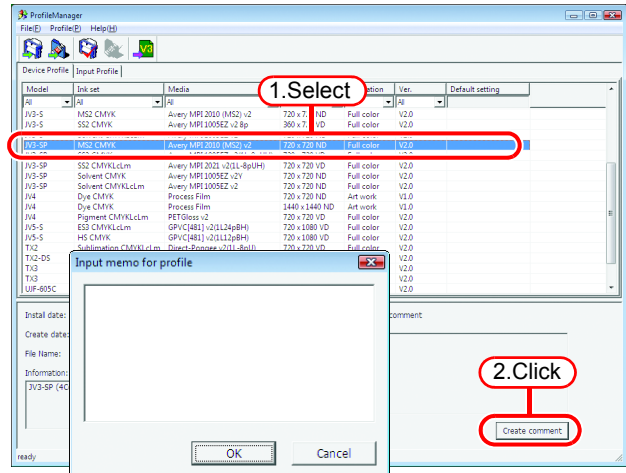 ProfileManager
File(F) Profile(P) Help(H)
V3
Device Profile Input Profile
Model Ink set Media ation Ver. Default setting
All All All All
JV3-S MS2 CMYK Avery MPI 2010 (MS2) v2 720 x 7 ND Full color V2.0
JV3-S SS2 CMYK Avery MPI 1005EZ v2 8p 360 x 7 VD Full color V2.0
JV3-SP MS2 CMYK Avery MPI 2010 (MS2) v2 720 x 720 ND Full color V2.0
JV3-SP SS2 CMYKLcLm Avery MPI 2021 v2(1L-8pUH) 720 x 720 VD Full color V2.0
JV3-SP Solvent CMYK Avery MPI 1005EZ v2Y 720 x 720 ND Full color V2.0
JV3-SP Solvent CMYKLcLm Avery MPI 1005EZ v2 720 x 720 VD Full color V2.0
JV4 Dye CMYK Process Film 720 x 720 ND Art work V1.0
JV4 Dye CMYK Process Film 1440 x 1440 ND Art work V1.0
JV4 Pigment CMYKLcLm PETGloss v2 720 x 720 VD Full color V2.0
JV5-S ES3 CMYKLcLm GPVC[481] v2(1L24pBH) 720 x 1080 VD Full color V2.0
JV5-S HS CMYK GPVC[481] v2(1L12pBH) 720 x 1080 VD Full color V2.0
TX2 Sublimation CMYKLcLm Direct-Pongee v2(1L-8pU) 720 x 720 VD Full color V2.0
TX2-DS V2.0
TX3 V2.0
TX3 V2.0
UJF-605C V2.0
1.Select
Input memo for profile
OK Cancel
Install date: comment
Create date:
File Name:
Information:
JV3-SP (4C
2.Click
Create comment
ready